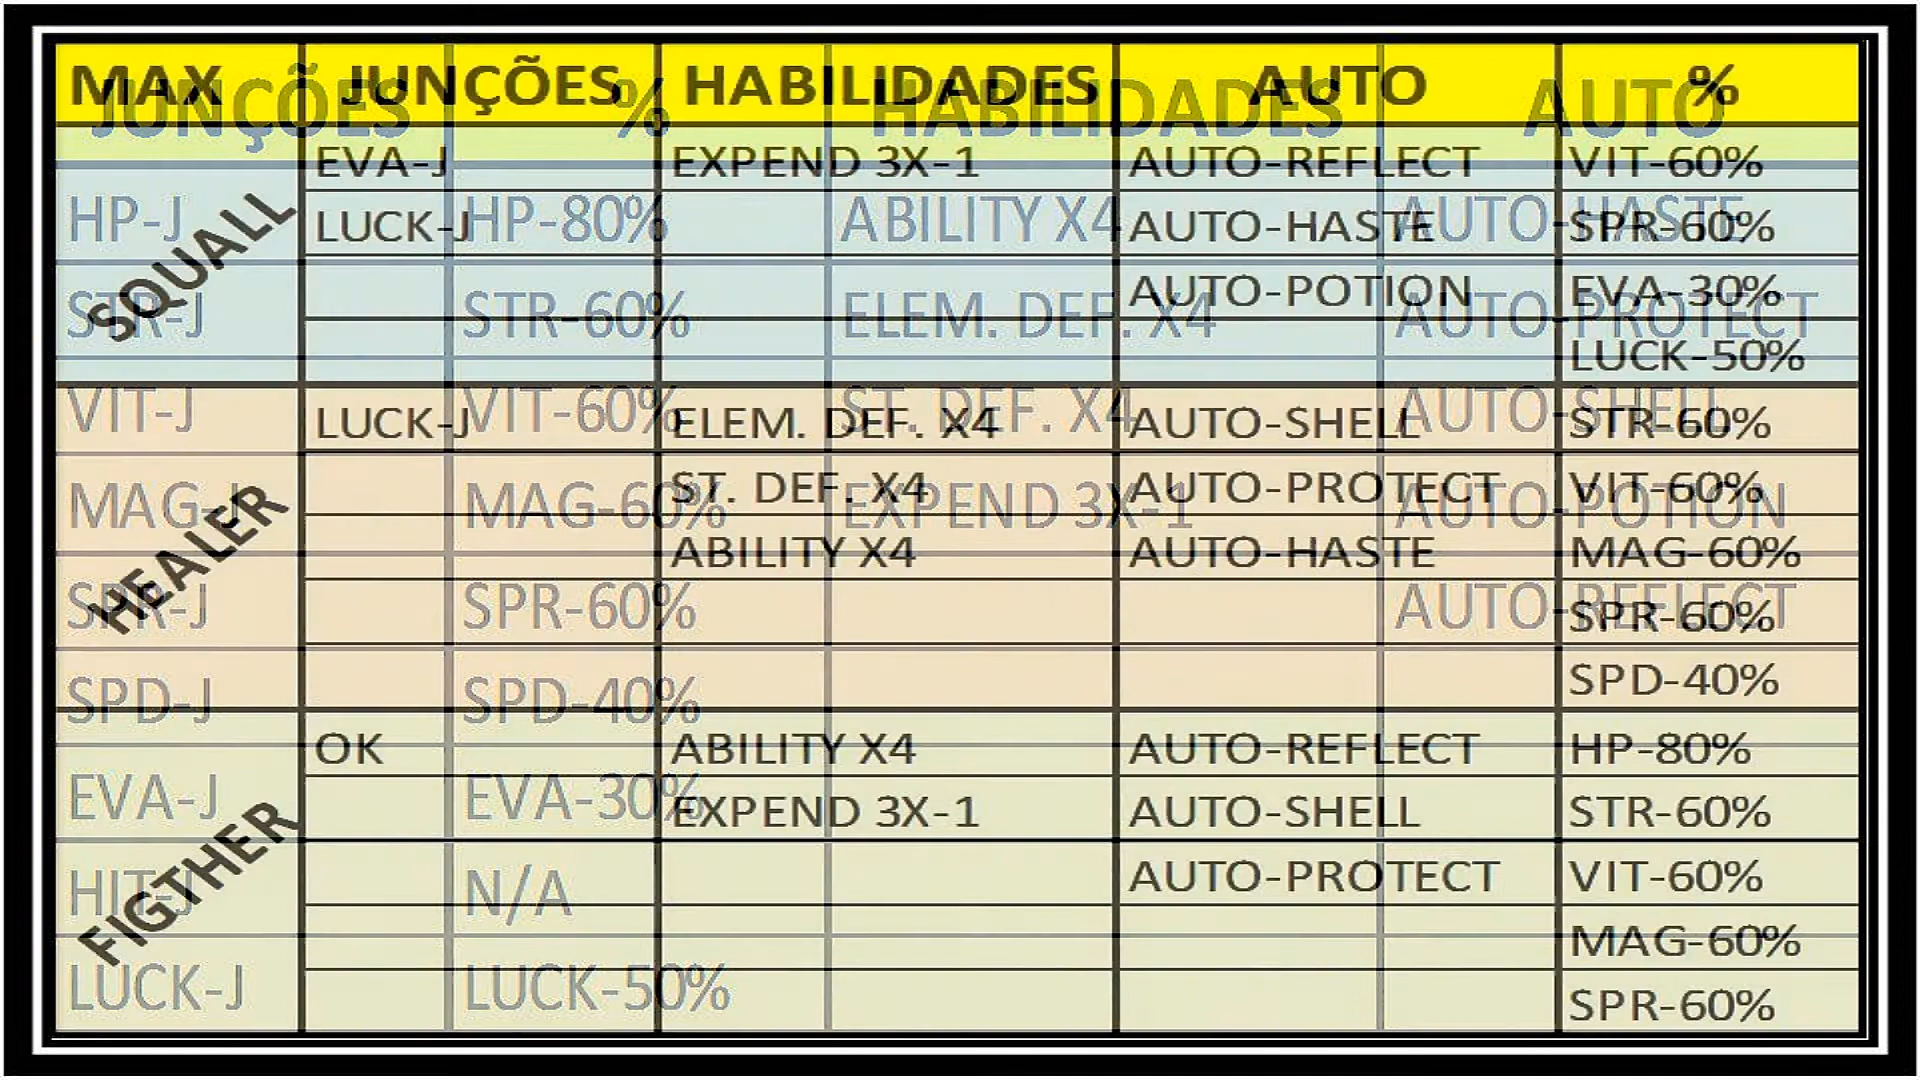 MAX JUNÇÕES HABILIDADES AUTO %
JUNÇÕES % HABILIDADES AUTO
SQUALL
EVA-J EXPEND 3X-1 AUTO-REFLECT VIT-60%
LUCK-J AUTO-HASTE SPR-60%
AUTO-POTION EVA-30%
LUCK-50%
HEALER
LUCK-J ELEM. DEF. X4 AUTO-SHELL STR-60%
ST. DEF. X4 AUTO-PROTECT VIT-60%
ABILITY X4 AUTO-HASTE MAG-60%
SPR-60%
SPD-40%
FIGTHER
OK ABILITY X4 AUTO-REFLECT HP-80%
EXPEND 3X-1 AUTO-SHELL STR-60%
AUTO-PROTECT VIT-60%
MAG-60%
SPR-60%
HP-J HP-80% ABILITY X4 AUTO-HASTE
STR-J STR-60% ELEM. DEF. X4 AUTO-PROTECT
VIT-J VIT-60% ST. DEF. X4 AUTO-SHELL
MAG-J MAG-60% EXPEND 3X-1 AUTO-POTION
SPR-J SPR-60% AUTO-REFLECT
SPD-J SPD-40%
EVA-J EVA-30%
HIT-J N/A
LUCK-J LUCK-50%